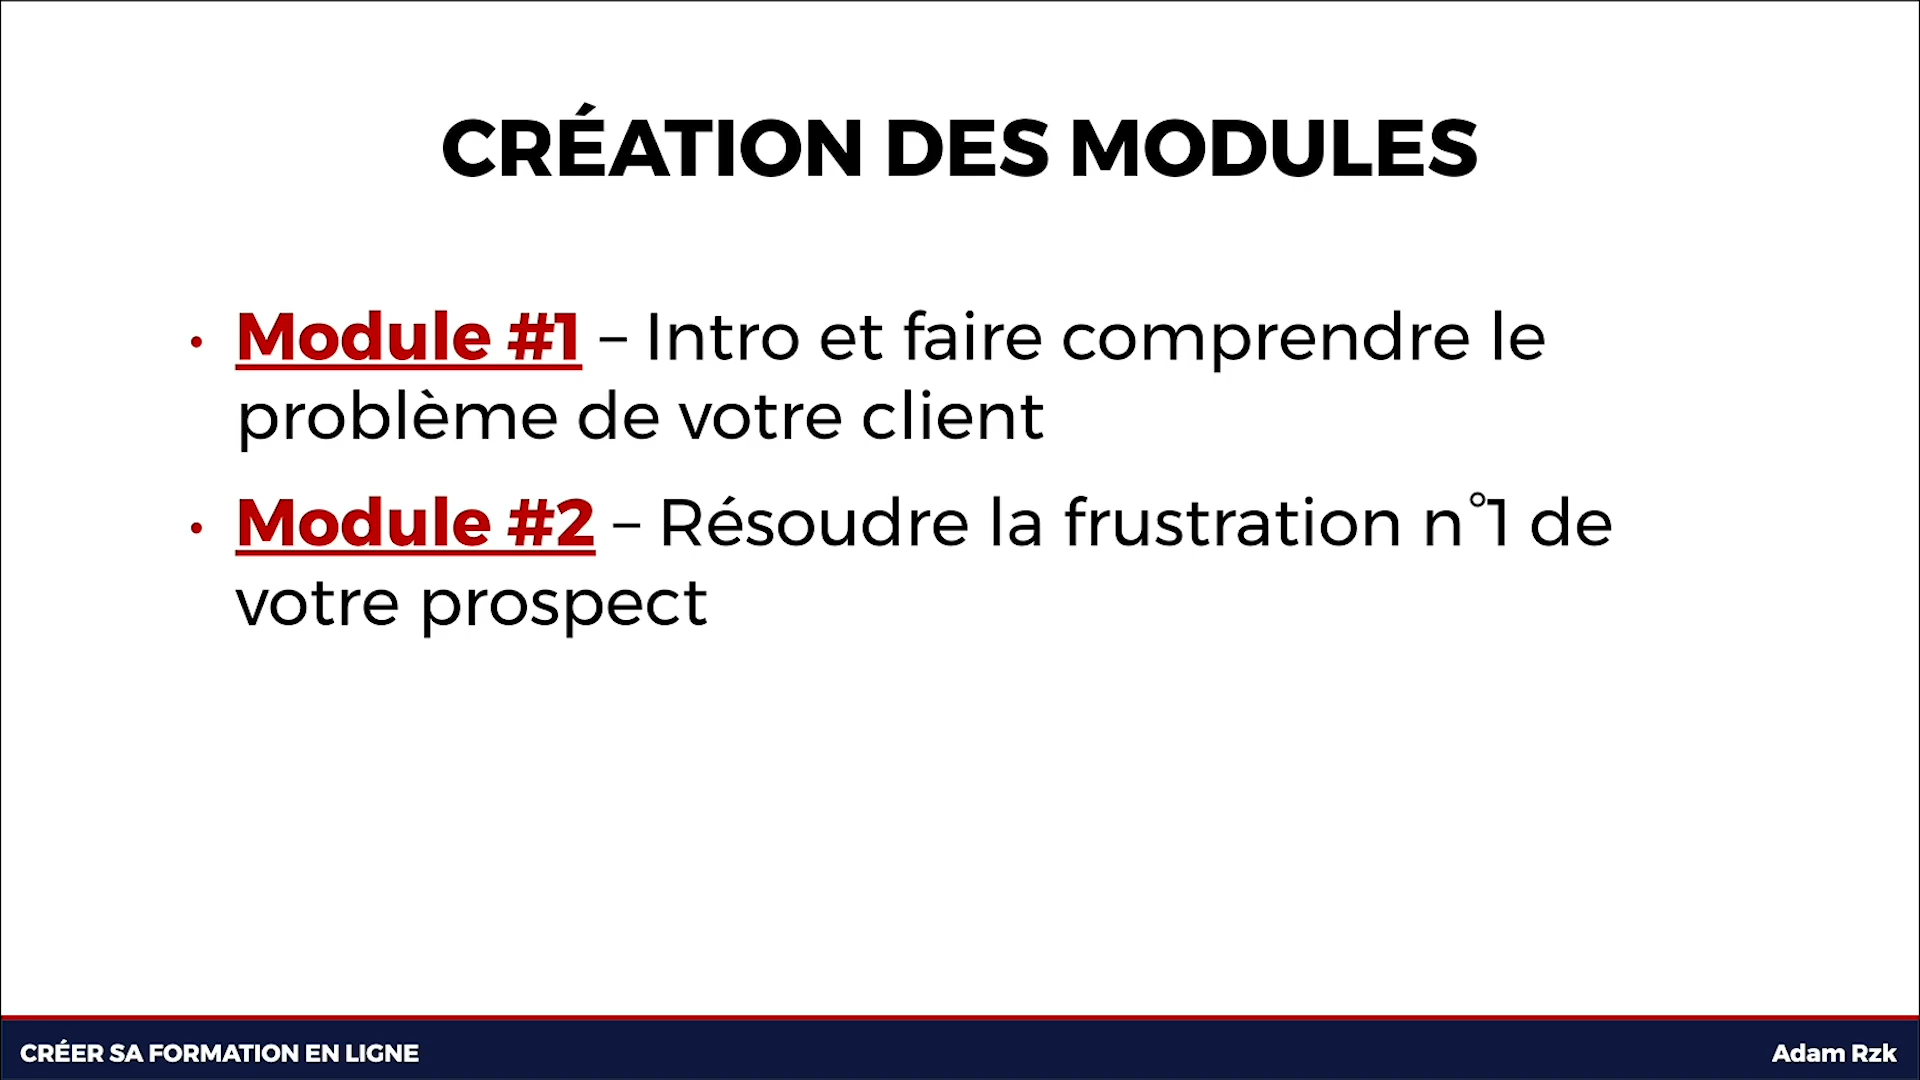 CRÉATION DES MODULES
• Module #1 – Intro et faire comprendre le
problème de votre client
• Module #2 – Résoudre la frustration n°1 de
votre prospect
CRÉER SA FORMATION EN LIGNE
Adam Rzk